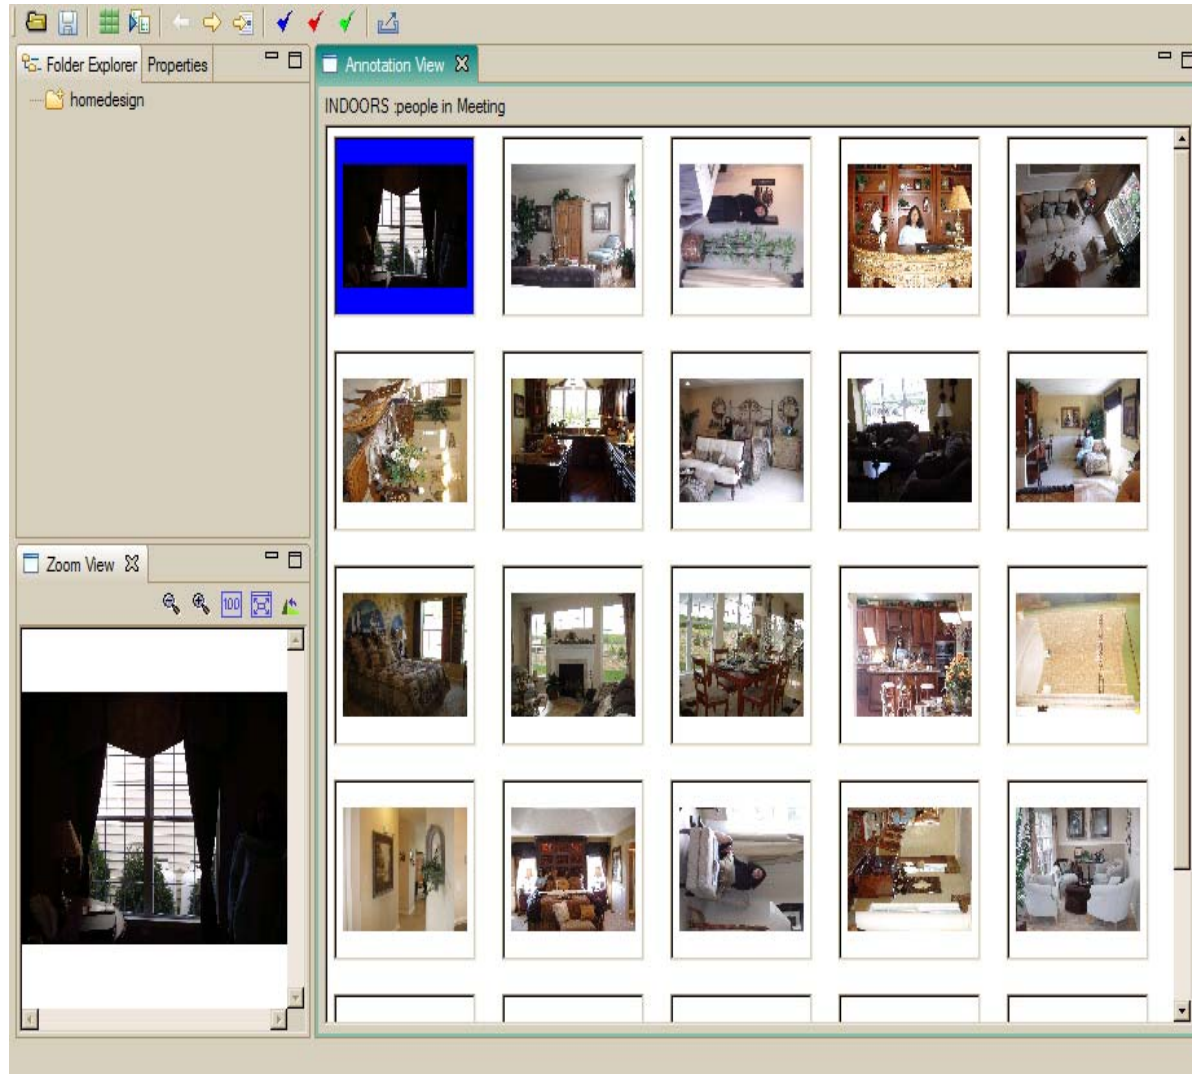 Folder Explorer
Properties
Annotation View
homedesign
INDOORS :people in Meeting
Zoom View
100